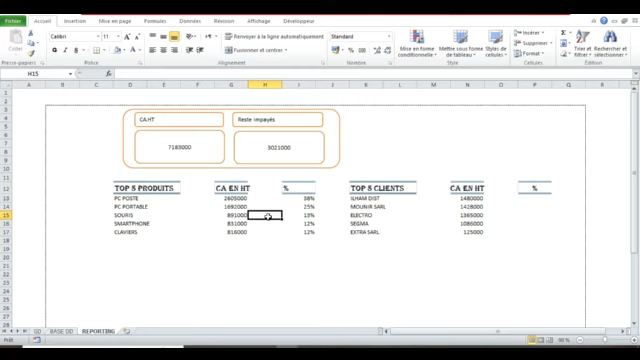 Fichier Accueil Insertion Mise en page Formules Données Révision Affichage Développeur
Coller
Calibri 11
Renvoyer à la ligne automatiquement
Fusionner et centrer
Standard
Mise en forme conditionnelle
Mettre sous forme de tableau
Styles de cellules
Insérer
Supprimer
Format
Trier et filtrer
Rechercher et sélectionner
Presse-papiers Police Alignement Nombre Style Cellules Édition
H15 fx
A B C D E F G H I J K L M N O P Q
CA.HT Reste impayés
7183000 3021000
TOP 5 PRODUITS CA EN HT % TOP 5 CLIENTS CA EN HT %
PC POSTE 2605000 38% ILHAM DIST 1480000
PC PORTABLE 1692000 25% MOUNIR SARL 1428000
SOURIS 891000 13% ELECTRO 1365000
SMARTPHONE 831000 12% SEGMA 1086000
CLAVIERS 816000 12% EXTRA SARL 125000
GD BASE DD REPORTING
Prêt